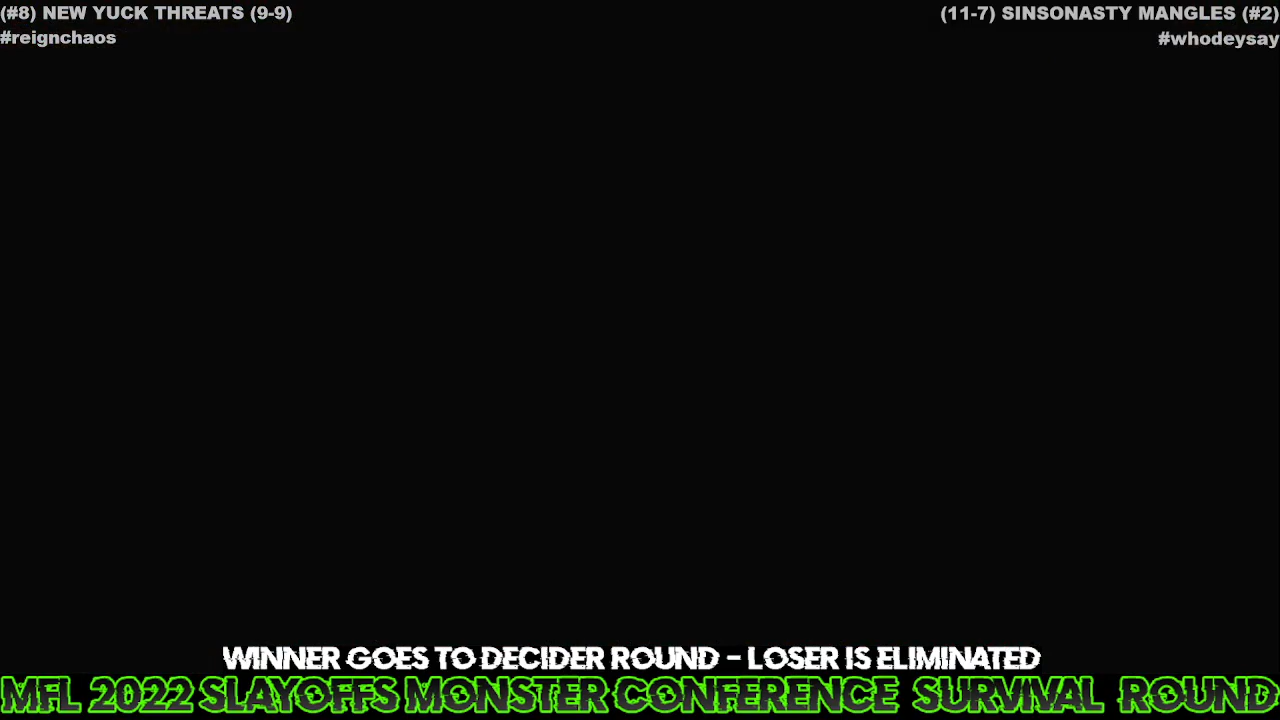 (#8) NEW YUCK THREATS (9-9)
(11-7) SINSONASTY MANGLES (#2)
#reignchaos
#whodeysay
WINNER GOES TO DECIDER ROUND - LOSER IS ELIMINATED
MFL 2022 SLAYOFFS MONSTER CONFERENCE SURVIVAL ROUND